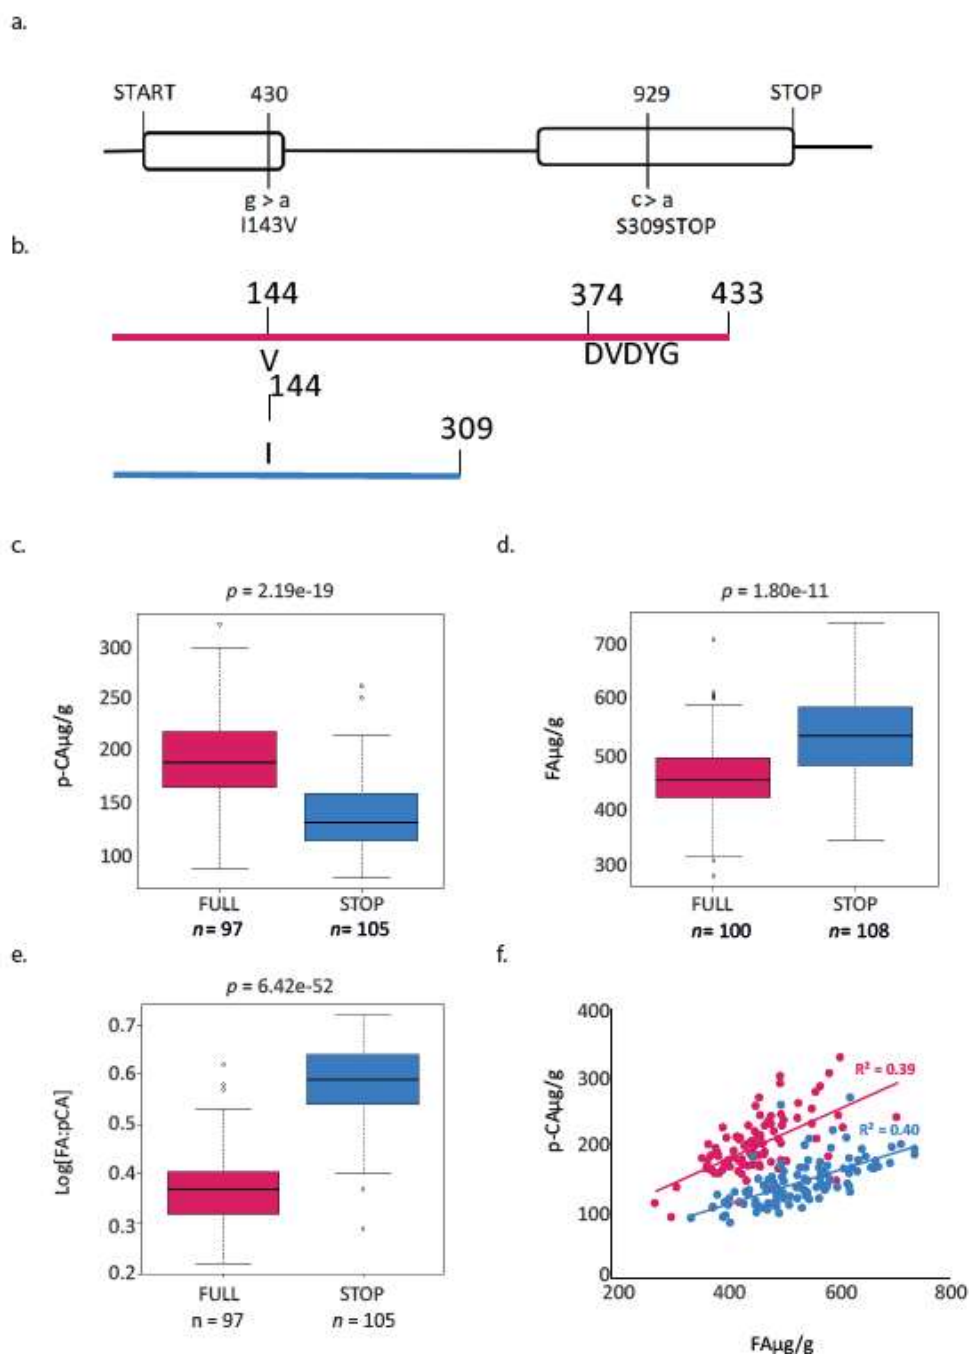 a.
START 430 929 STOP
g > a c > a
I143V S309STOP
b.
144 374 433
V DVDYG
144
I 309
c. d.
p = 2.19e-19 p = 1.80e-11
p-CAµg/g
300
250
200
150
100
FULL STOP
n= 97 n= 105
FAµg/g
700
600
500
400
300
FULL STOP
n= 100 n= 108
e. f.
p = 6.42e-52
Log[FA:pCA]
0.7
0.6
0.5
0.4
0.3
0.2
FULL STOP
n = 97 n = 105
p-CAµg/g
400
300
200
100
0
R² = 0.39
R² = 0.40
200 400 600 800
FAµg/g